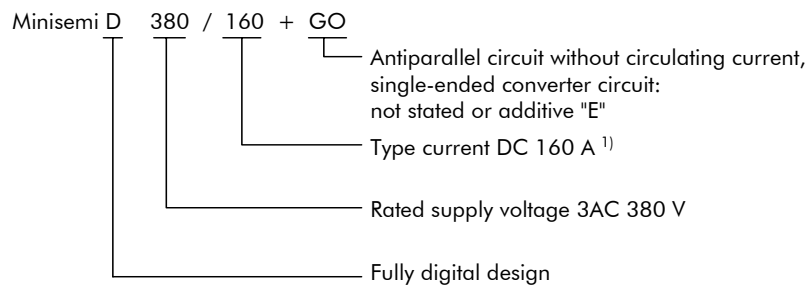 Minisemi D 380 / 160 + GO
Antiparallel circuit without circulating current,
single-ended converter circuit:
not stated or additive "E"
Type current DC 160 A 1)
Rated supply voltage 3AC 380 V
Fully digital design